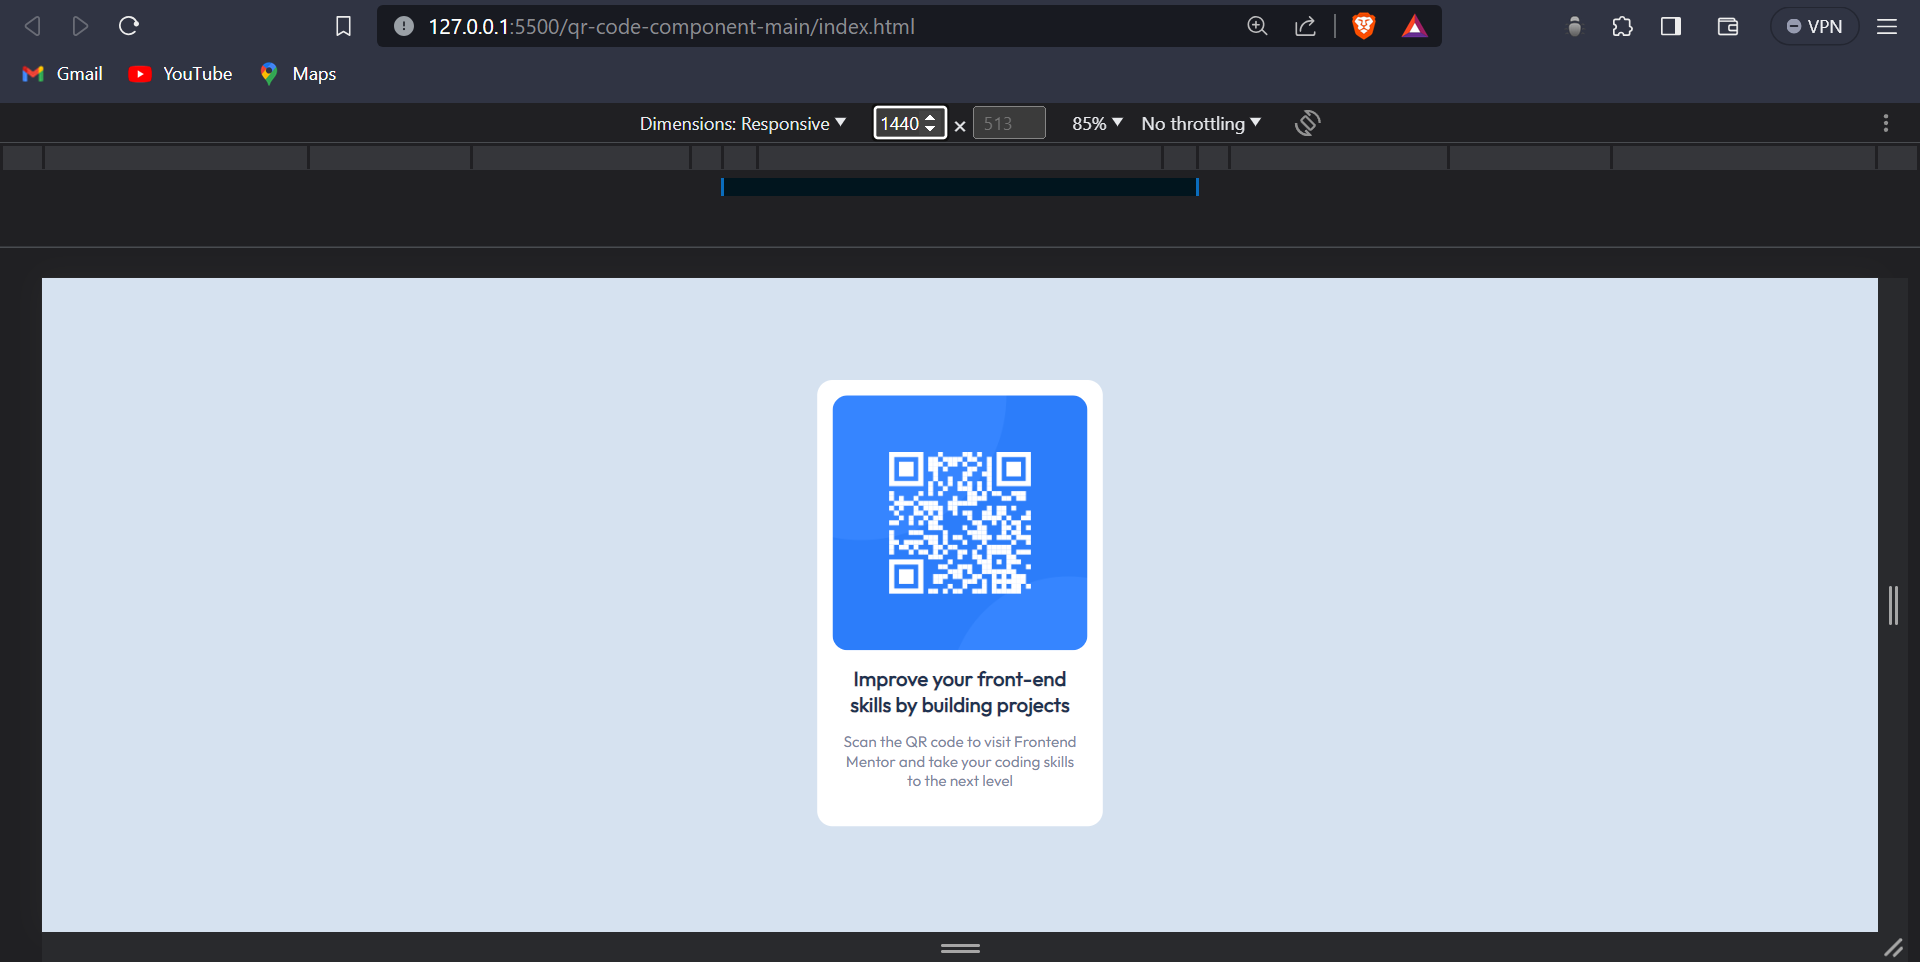 127.0.0.1:5500/qr-code-component-main/index.html
VPN
Gmail YouTube Maps
Dimensions: Responsive 1440 × 513 85% No throttling
Improve your front-end
skills by building projects
Scan the QR code to visit Frontend
Mentor and take your coding skills
to the next level